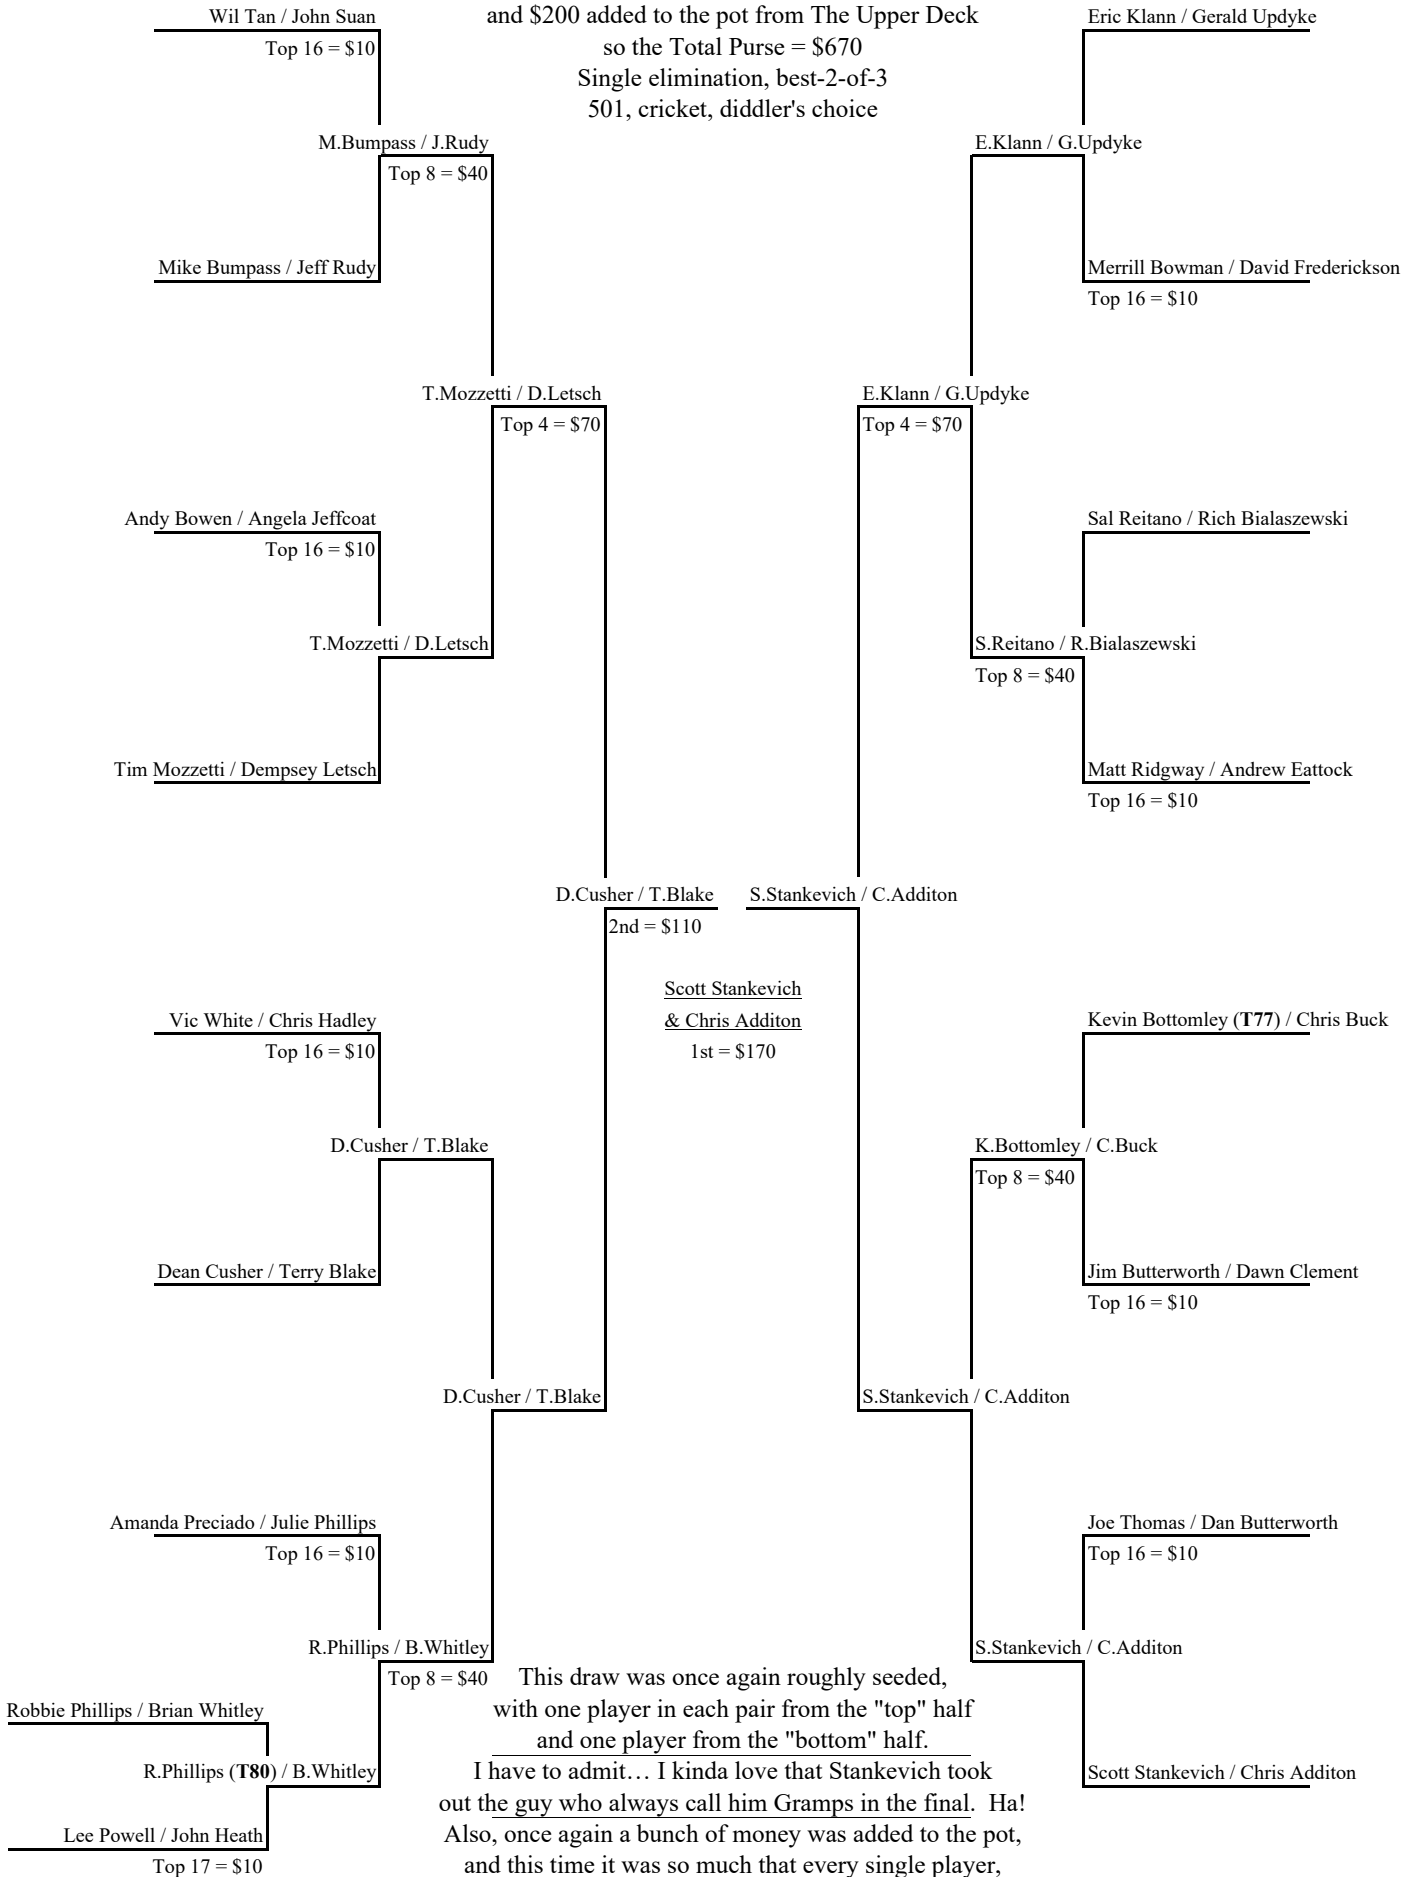 Wil Tan / John Suan
Top 16 = $10
and $200 added to the pot from The Upper Deck
so the Total Purse = $670
Single elimination, best-2-of-3
501, cricket, diddler's choice
Eric Klann / Gerald Updyke
M.Bumpass / J.Rudy
Top 8 = $40
E.Klann / G.Updyke
Mike Bumpass / Jeff Rudy
Merrill Bowman / David Frederickson
Top 16 = $10
T.Mozzetti / D.Letsch
Top 4 = $70
E.Klann / G.Updyke
Top 4 = $70
Andy Bowen / Angela Jeffcoat
Top 16 = $10
Sal Reitano / Rich Bialaszewski
T.Mozzetti / D.Letsch
S.Reitano / R.Bialaszewski
Top 8 = $40
Tim Mozzetti / Dempsey Letsch
Matt Ridgway / Andrew Eattock
Top 16 = $10
D.Cusher / T.Blake
2nd = $110
S.Stankevich / C.Additon
Scott Stankevich
& Chris Additon
1st = $170
Vic White / Chris Hadley
Top 16 = $10
Kevin Bottomley (T77) / Chris Buck
D.Cusher / T.Blake
K.Bottomley / C.Buck
Top 8 = $40
Dean Cusher / Terry Blake
Jim Butterworth / Dawn Clement
Top 16 = $10
D.Cusher / T.Blake
S.Stankevich / C.Additon
Amanda Preciado / Julie Phillips
Top 16 = $10
Joe Thomas / Dan Butterworth
Top 16 = $10
R.Phillips / B.Whitley
Top 8 = $40
S.Stankevich / C.Additon
Robbie Phillips / Brian Whitley
R.Phillips (T80) / B.Whitley
Scott Stankevich / Chris Additon
Lee Powell / John Heath
Top 17 = $10
This draw was once again roughly seeded,
with one player in each pair from the "top" half
and one player from the "bottom" half.
I have to admit… I kinda love that Stankevich took
out the guy who always call him Gramps in the final.  Ha!
Also, once again a bunch of money was added to the pot,
and this time it was so much that every single player,